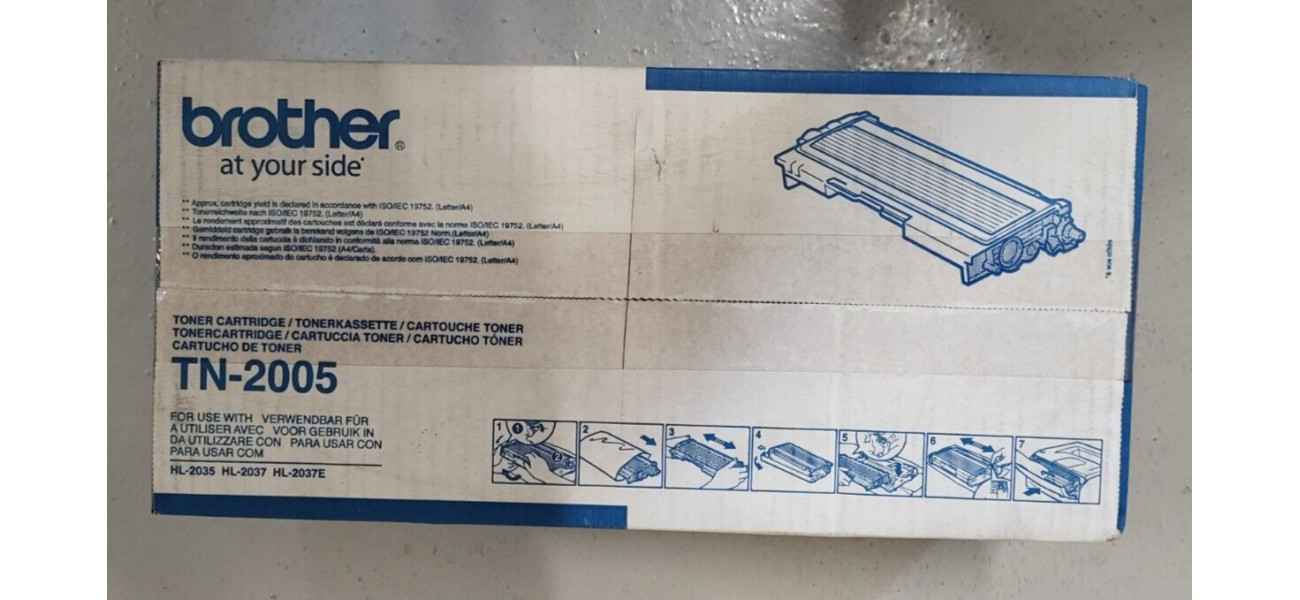 brother®
at your side
** Approx. cartridge yield is declared in accordance with ISO/IEC 19752. (Letter/A4)
** Tonerreichweite nach ISO/IEC 19752. (Letter/A4)
** Le rendement approximatif des cartouches est déclaré conforme avec la norme ISO/IEC 19752. (Letter/A4)
** Gemiddeld cartridge gebruik is berekend volgens de ISO/IEC 19752 Norm.(Letter/A4)
** Il rendimento della cartuccia è dichiarato in conformità alla norma ISO/IEC 19752. (Letter/A4)
** Duración estimada segun ISO/IEC 19752 (A4/Carta).
** O rendimento aproximado do cartucho é declarado de acordo com ISO/IEC 19752. (Letter/A4)
TONER CARTRIDGE / TONERKASSETTE / CARTOUCHE TONER
TONERCARTRIDGE / CARTUCCIA TONER / CARTUCHO TÓNER
CARTUCHO DE TONER
TN-2005
FOR USE WITH VERWENDBAR FÜR
A UTILISER AVEC VOOR GEBRUIK IN
DA UTILIZZARE CON PARA USAR CON
PARA USAR COM
HL-2035 HL-2037 HL-2037E
1 2 3 4 5 6 7